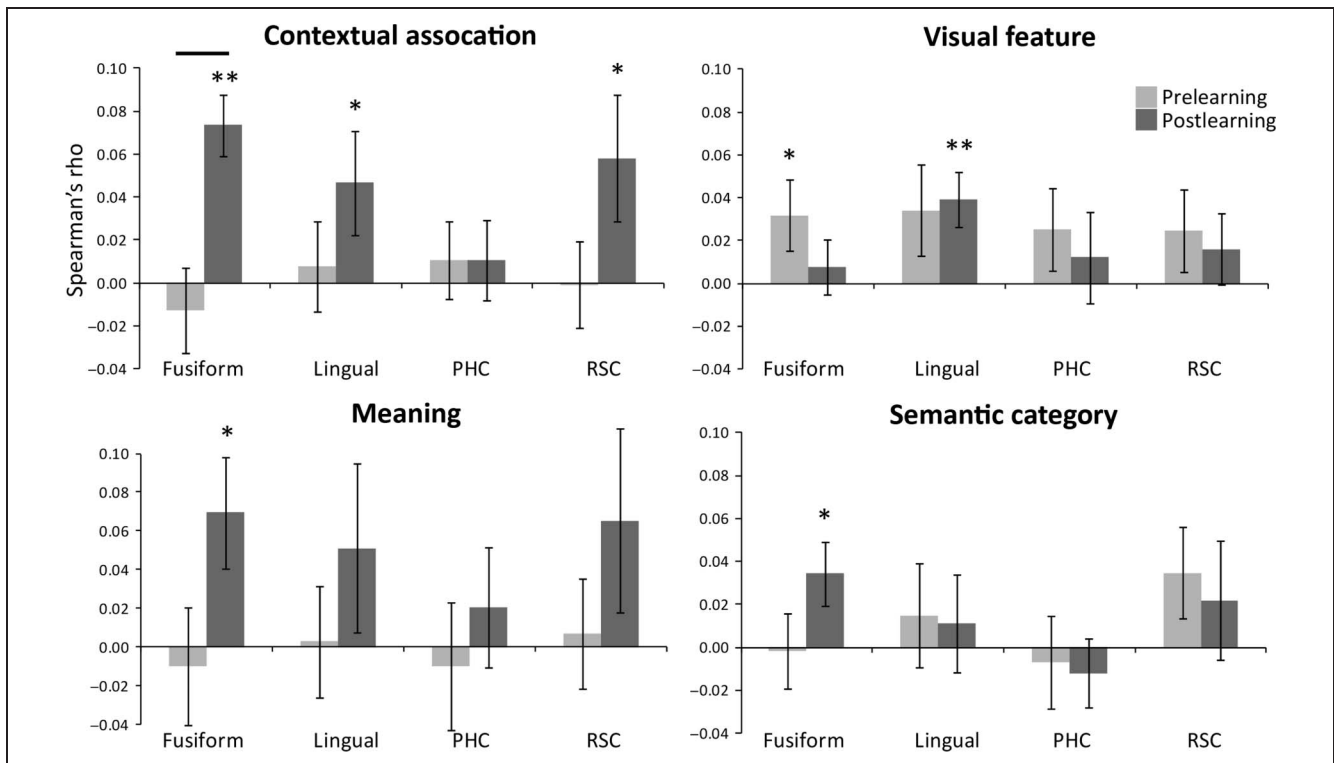 Contextual assocation
**
*
*
0.10
0.08
0.06
0.04
0.02
0.00
−0.02
−0.04
Spearman's rho
Fusiform
Lingual
PHC
RSC
Visual feature
Prelearning
Postlearning
*
**
0.10
0.08
0.06
0.04
0.02
0.00
−0.02
−0.04
Fusiform
Lingual
PHC
RSC
Meaning
*
0.10
0.08
0.06
0.04
0.02
0.00
−0.02
−0.04
Fusiform
Lingual
PHC
RSC
Semantic category
*
0.10
0.08
0.06
0.04
0.02
0.00
−0.02
−0.04
Fusiform
Lingual
PHC
RSC